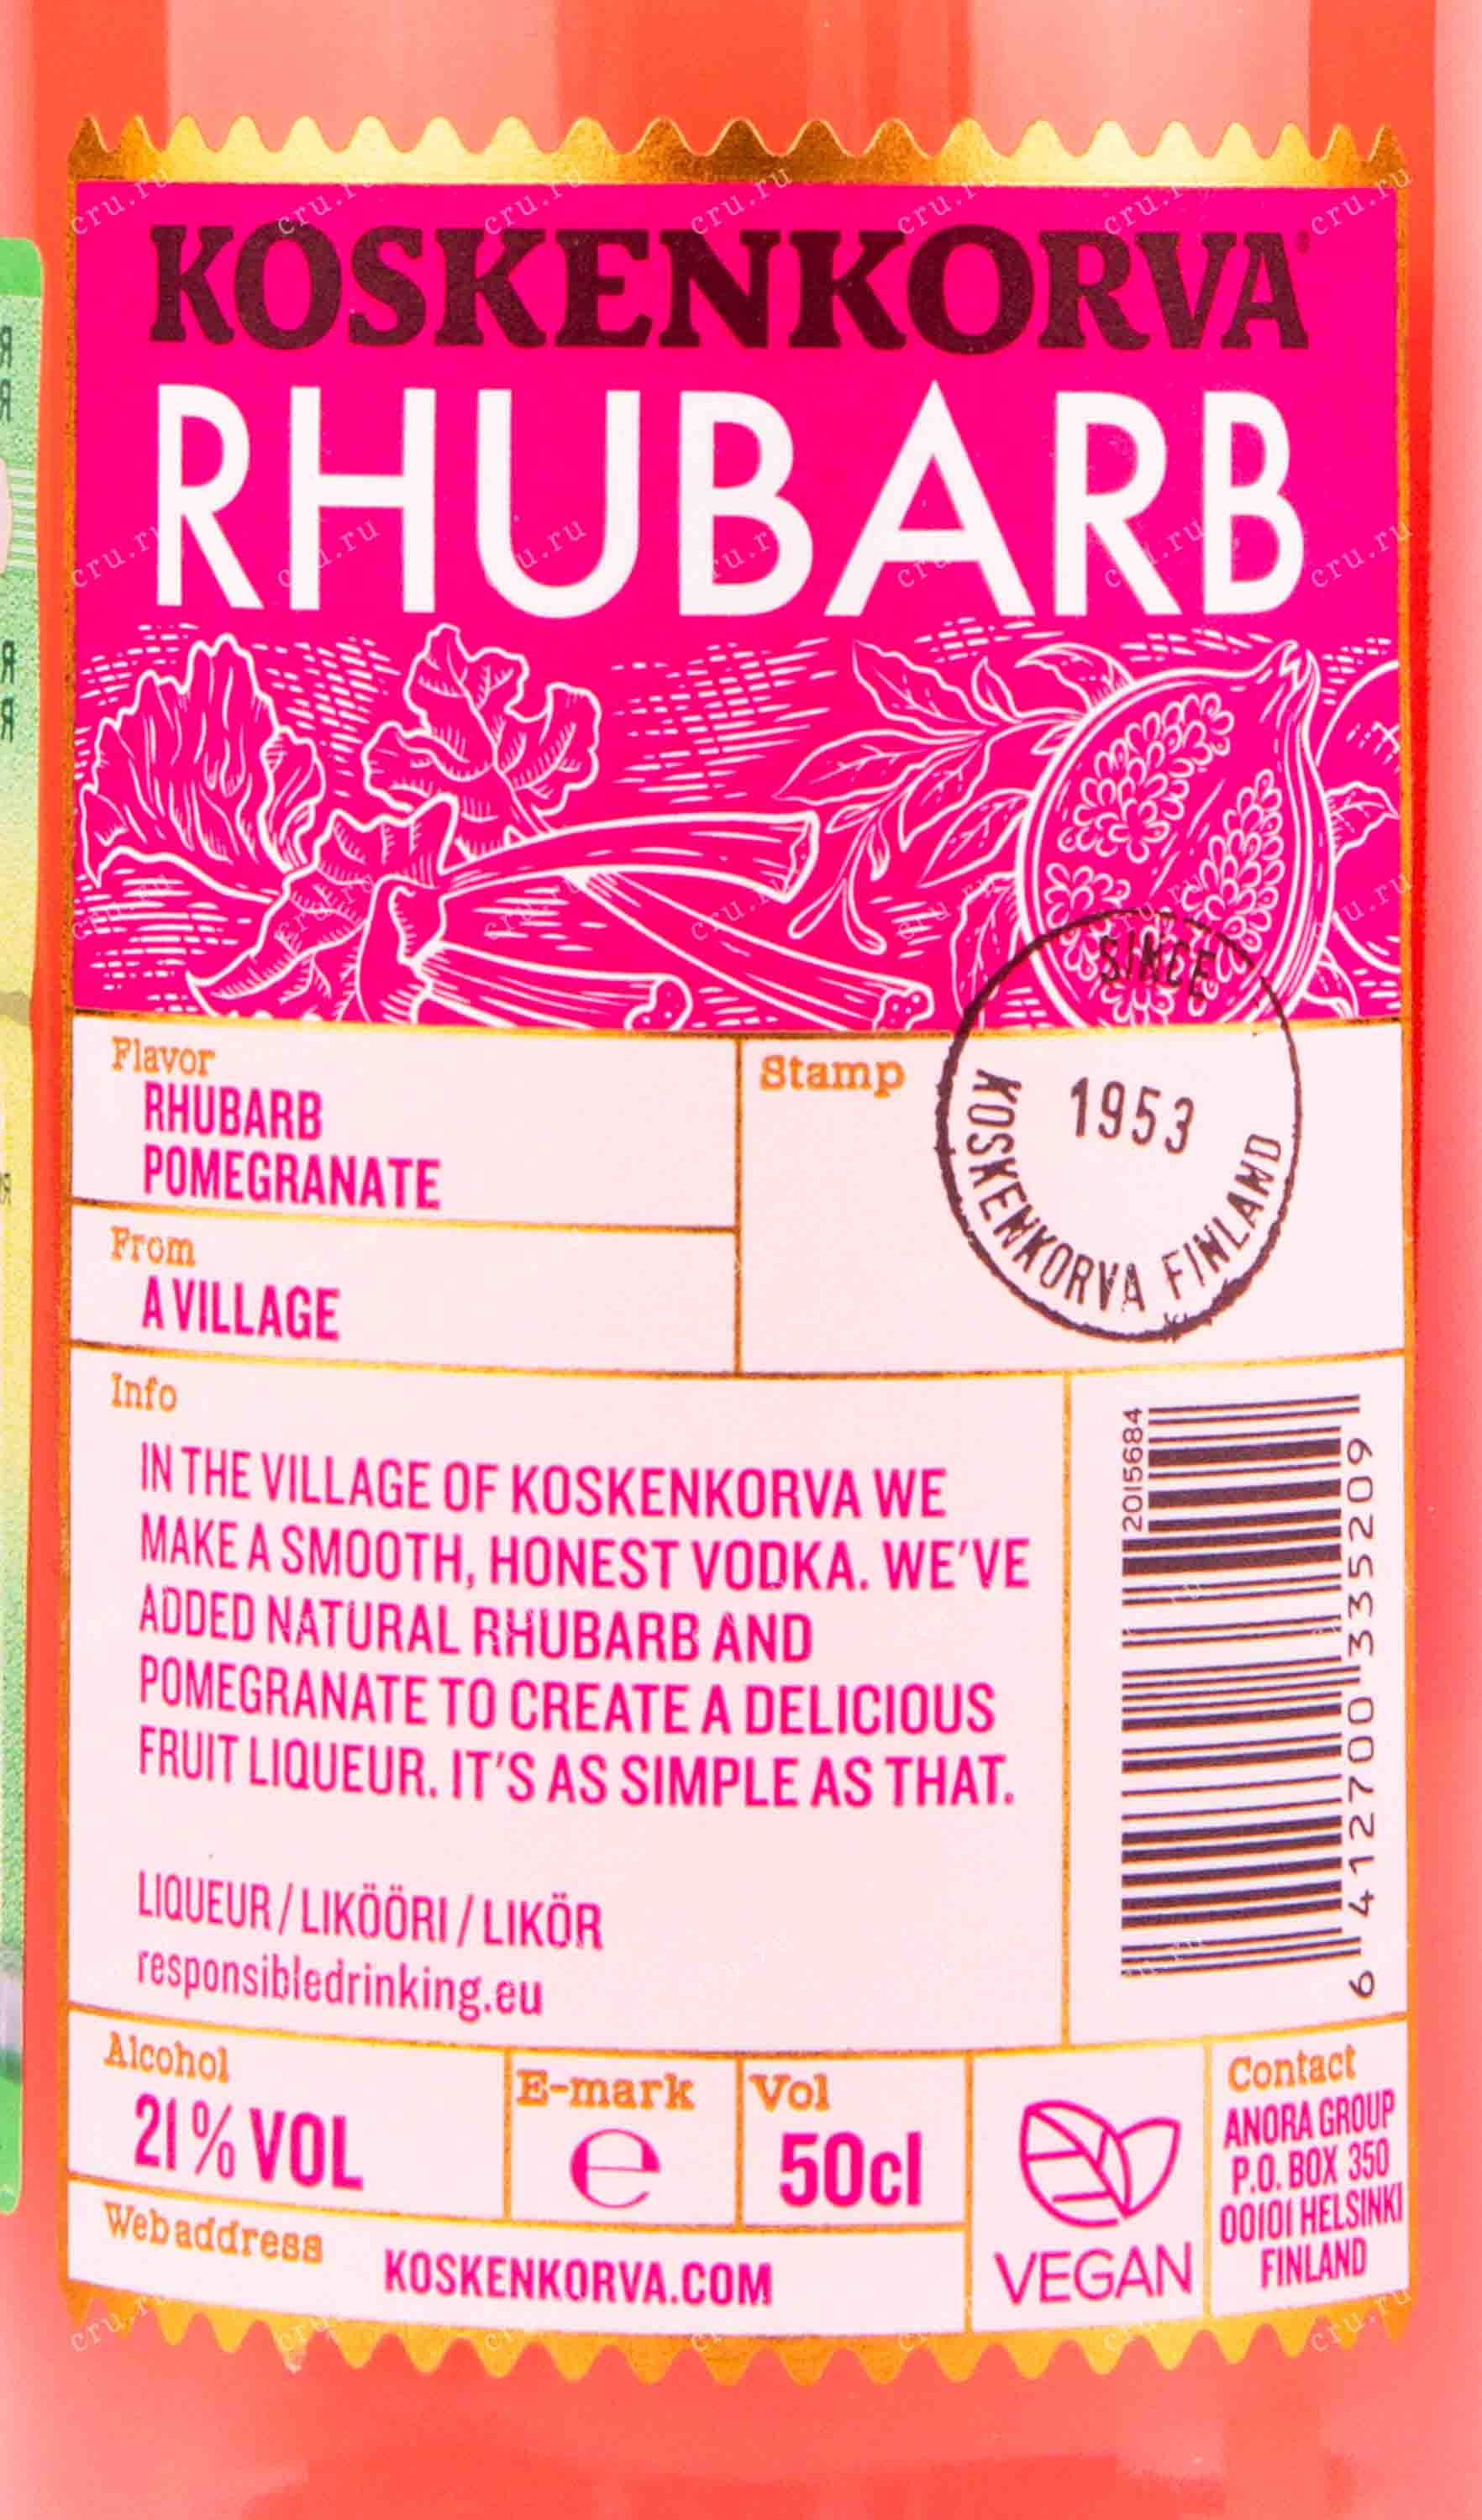 KOSKENKORVA®
RHUBARB
Flavor
RHUBARB
POMEGRANATE
Stamp
SINCE
1953
KOSKENKORVA FINLAND
From
A VILLAGE
Info
IN THE VILLAGE OF KOSKENKORVA WE
MAKE A SMOOTH, HONEST VODKA. WE'VE
ADDED NATURAL RHUBARB AND
POMEGRANATE TO CREATE A DELICIOUS
FRUIT LIQUEUR. IT'S AS SIMPLE AS THAT.
LIQUEUR / LIKÖÖRI / LIKÖR
responsibledrinking.eu
2015684
6 412700 335209
Alcohol
21% VOL
E-mark
e
Vol
50cl
Webaddress
KOSKENKORVA.COM
VEGAN
Contact
ANORA GROUP
P.O. BOX 350
00101 HELSINKI
FINLAND
cru.ru